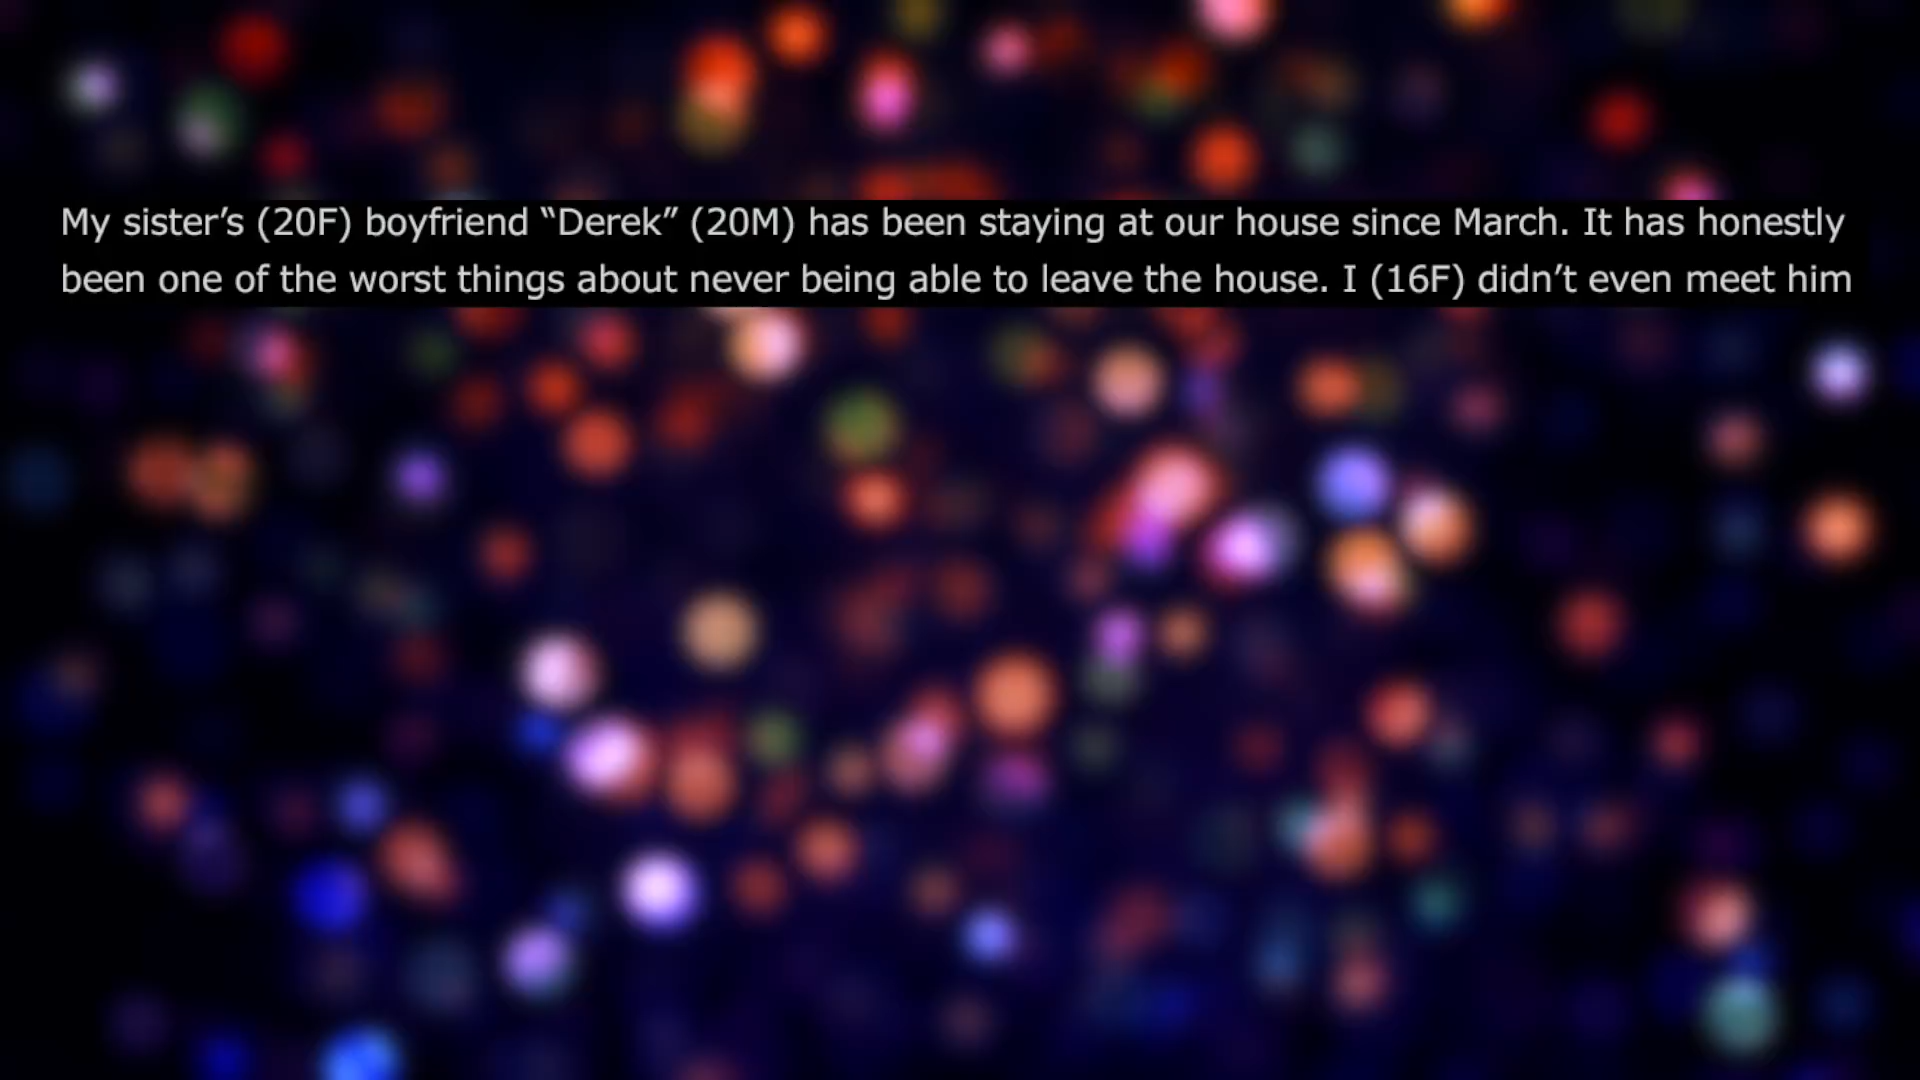 My sister’s (20F) boyfriend “Derek” (20M) has been staying at our house since March. It has honestly
been one of the worst things about never being able to leave the house. I (16F) didn’t even meet him